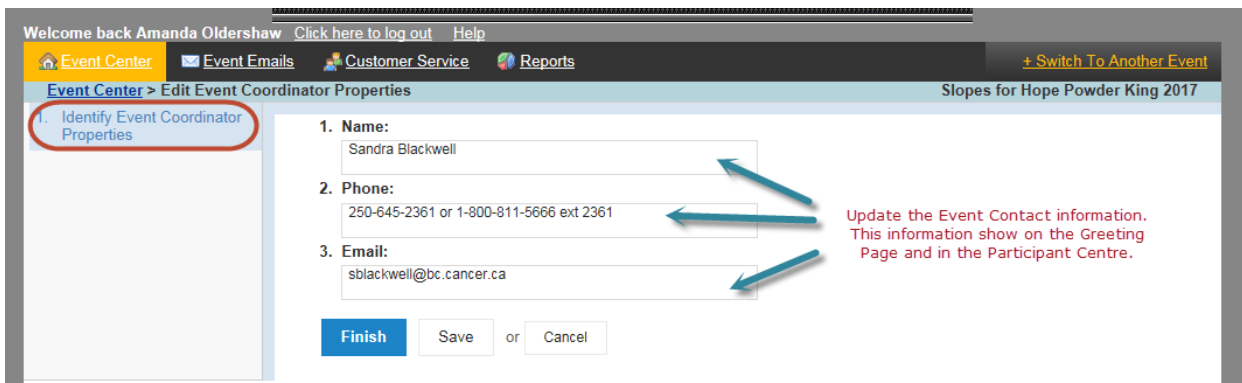 Welcome back Amanda Oldershaw Click here to log out Help
Event Center Event Emails Customer Service Reports + Switch To Another Event
Event Center > Edit Event Coordinator Properties Slopes for Hope Powder King 2017
1. Identify Event Coordinator
Properties
1. Name:
Sandra Blackwell
2. Phone:
250-645-2361 or 1-800-811-5666 ext 2361
3. Email:
sblackwell@bc.cancer.ca
Update the Event Contact information.
This information show on the Greeting
Page and in the Participant Centre.
Finish Save or Cancel